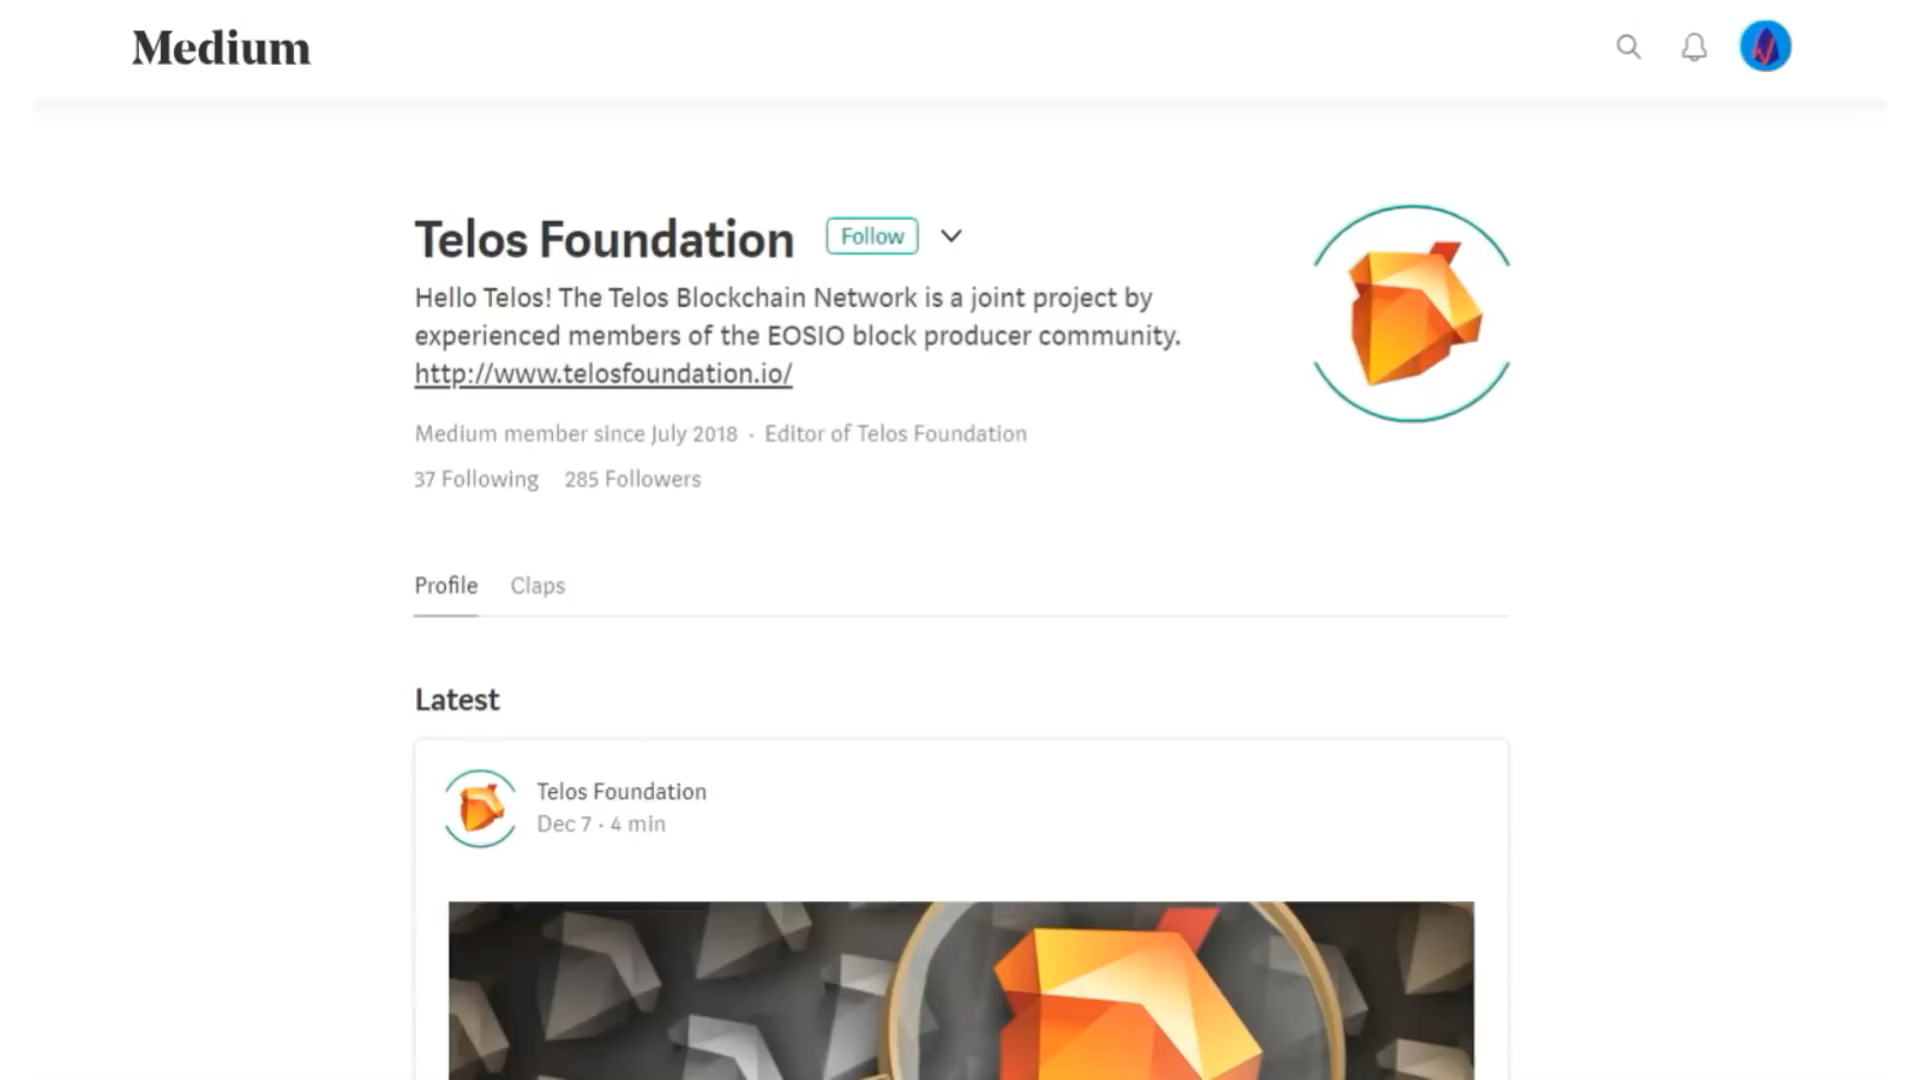 Medium
Telos Foundation Follow
Hello Telos! The Telos Blockchain Network is a joint project by
experienced members of the EOSIO block producer community.
http://www.telosfoundation.io/
Medium member since July 2018 · Editor of Telos Foundation
37 Following 285 Followers
Profile Claps
Latest
Telos Foundation
Dec 7 · 4 min